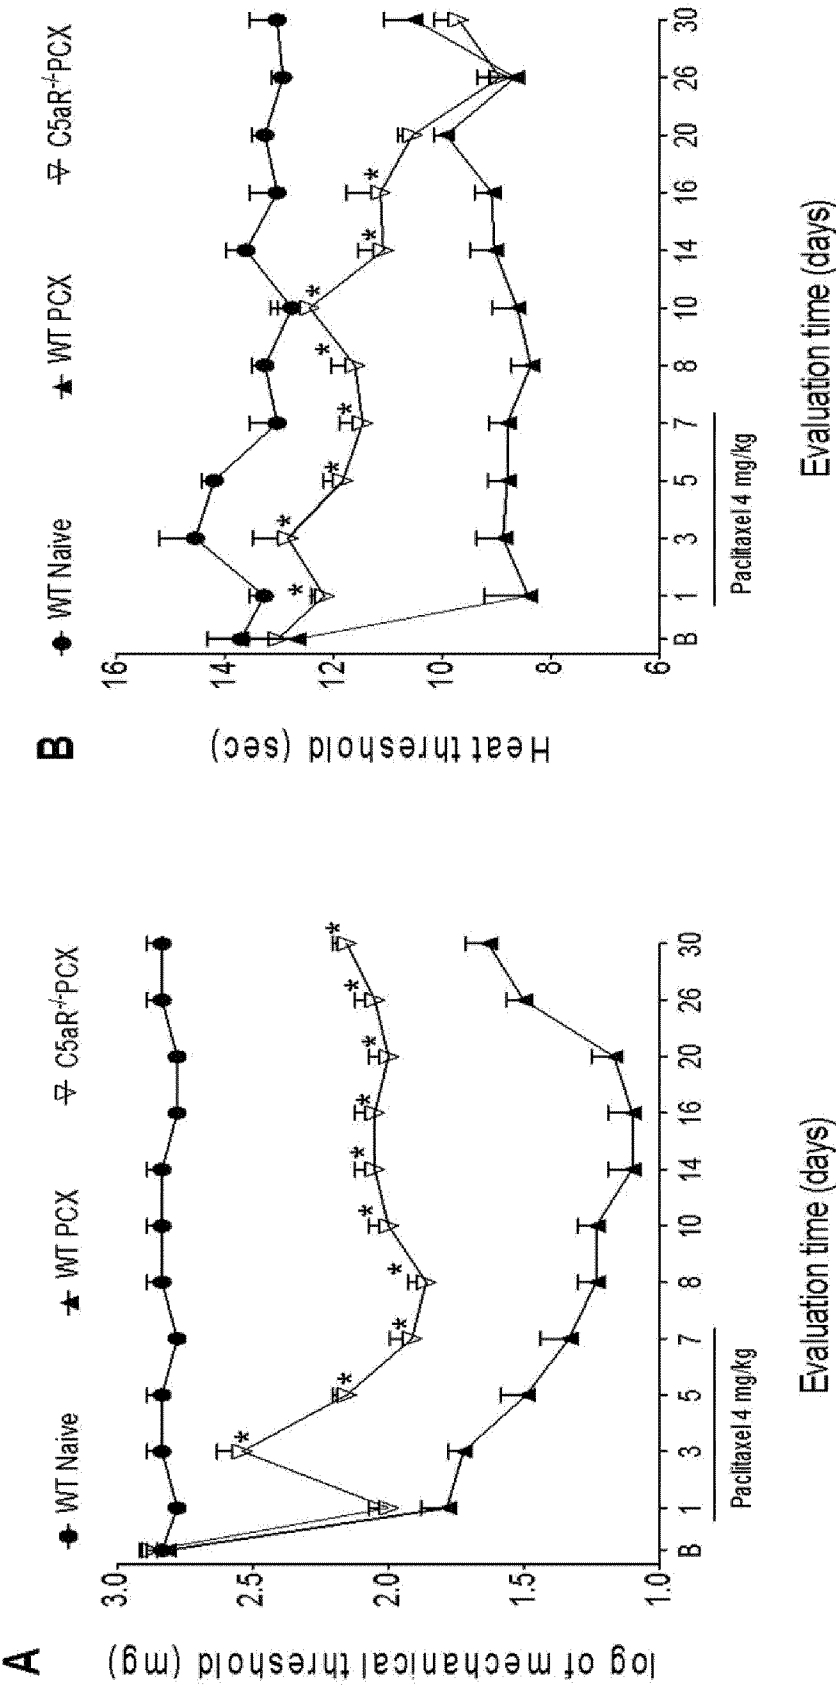 A
WT Naive WT PCX C5aR-/-PCX
log of mechanical threshold (mg)
3.0
2.5
2.0
1.5
1.0
B 1 3 5 7 8 10 14 16 20 26 30
* * * * * * * * * *
Paclitaxel 4 mg/kg
Evaluation time (days)
B
WT Naive WT PCX C5aR-/-PCX
Heat threshold (sec)
16
14
12
10
8
6
B 1 3 5 7 8 10 14 16 20 26 30
* * * * * * * *
Paclitaxel 4 mg/kg
Evaluation time (days)